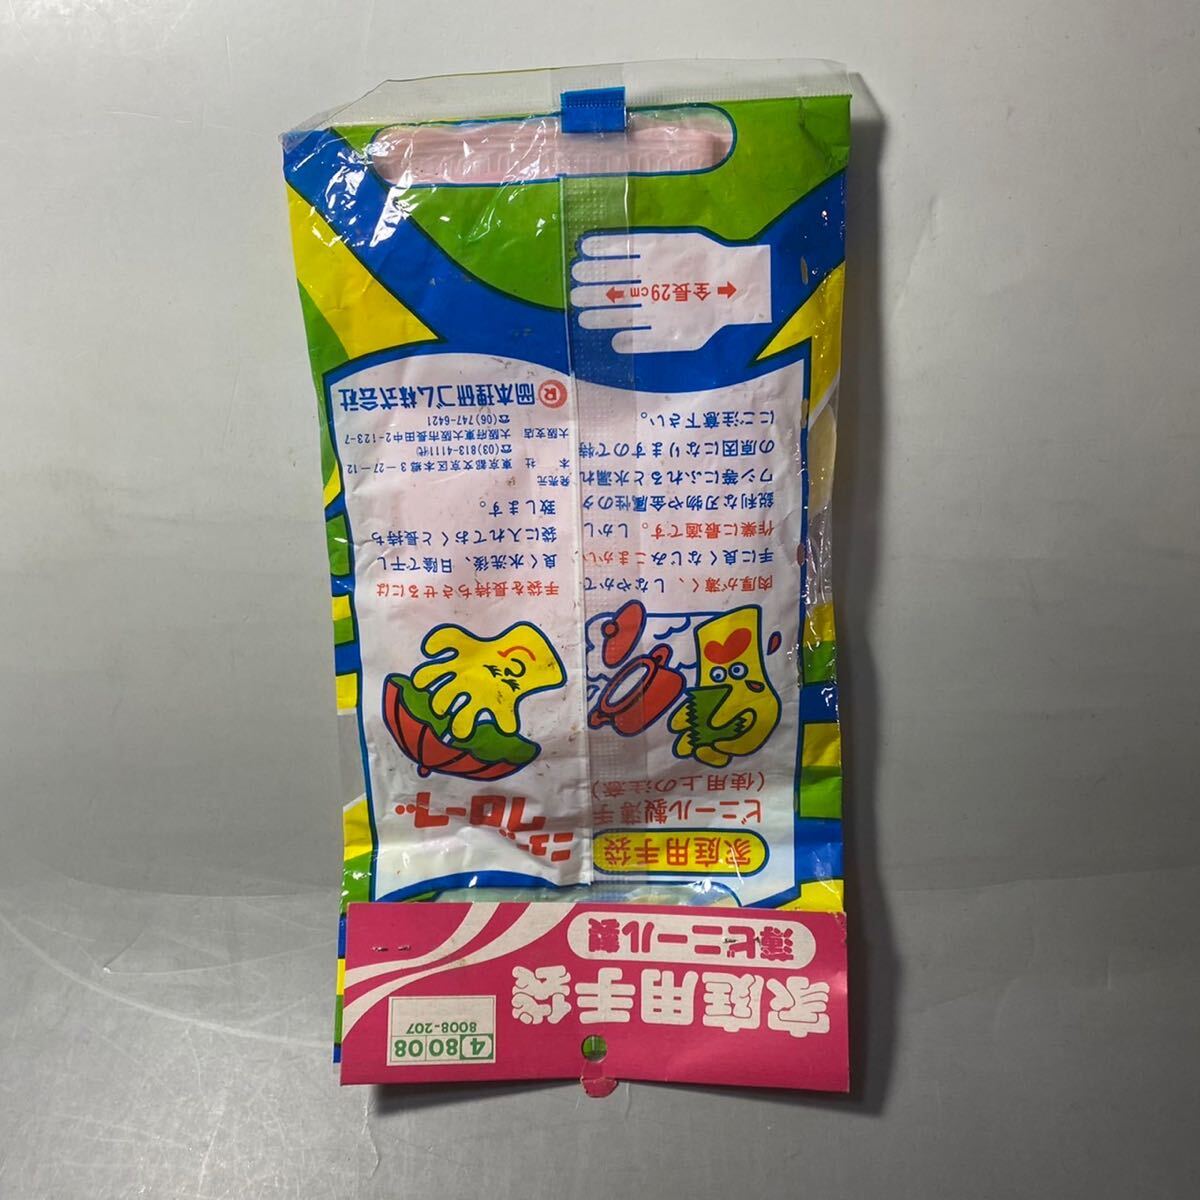 4 80 08
8008-207
家庭用手袋
薄ビニール製
家庭用手袋
ビニール製薄手
(使用上の注意)
肉厚が薄く、しなやかで
手に良くなじみこまかい
作業に最適です。しかし
鋭利な刃物や金属性のタ
ワシ等にふれると水漏れ
の原因になりますので特
にご注意下さい。
ニュー
グローブ
手袋を長持ちさせるには
良く水洗後、日陰で干し
袋に入れておくと長持ち
致します。
発売元
本社 東京都文京区本郷3-27-12
☎(03)813-4111(代)
大阪支店 大阪府東大阪市長田中2-123-7
☎(06)747-6421
R 岡本理研ゴム株式会社
全長29cm